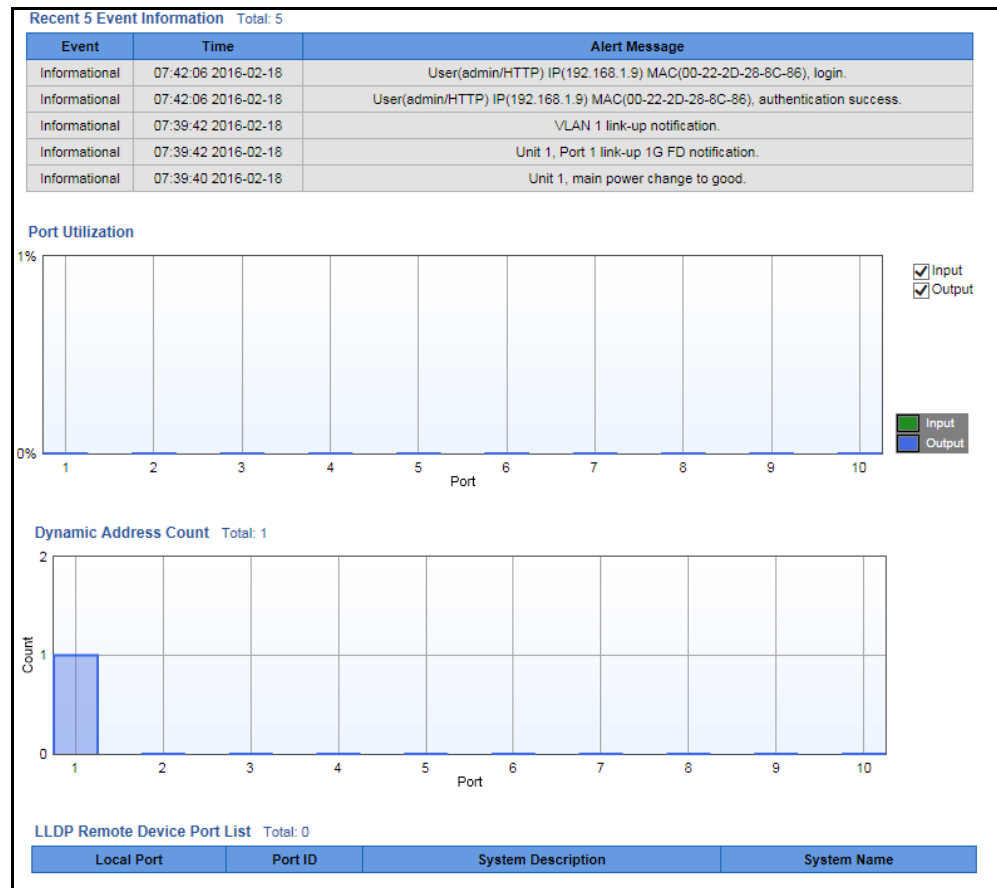 Recent 5 Event Information Total: 5
Event Time Alert Message
Informational 07:42:06 2016-02-18 User(admin/HTTP) IP(192.168.1.9) MAC(00-22-2D-28-8C-86), login.
Informational 07:42:06 2016-02-18 User(admin/HTTP) IP(192.168.1.9) MAC(00-22-2D-28-8C-86), authentication success.
Informational 07:39:42 2016-02-18 VLAN 1 link-up notification.
Informational 07:39:42 2016-02-18 Unit 1, Port 1 link-up 1G FD notification.
Informational 07:39:40 2016-02-18 Unit 1, main power change to good.
Port Utilization
1%
Input
Output
Input
Output
0%
1 2 3 4 5 6 7 8 9 10
Port
Dynamic Address Count Total: 1
2
Count
1
0
1 2 3 4 5 6 7 8 9 10
Port
LLDP Remote Device Port List Total: 0
Local Port Port ID System Description System Name